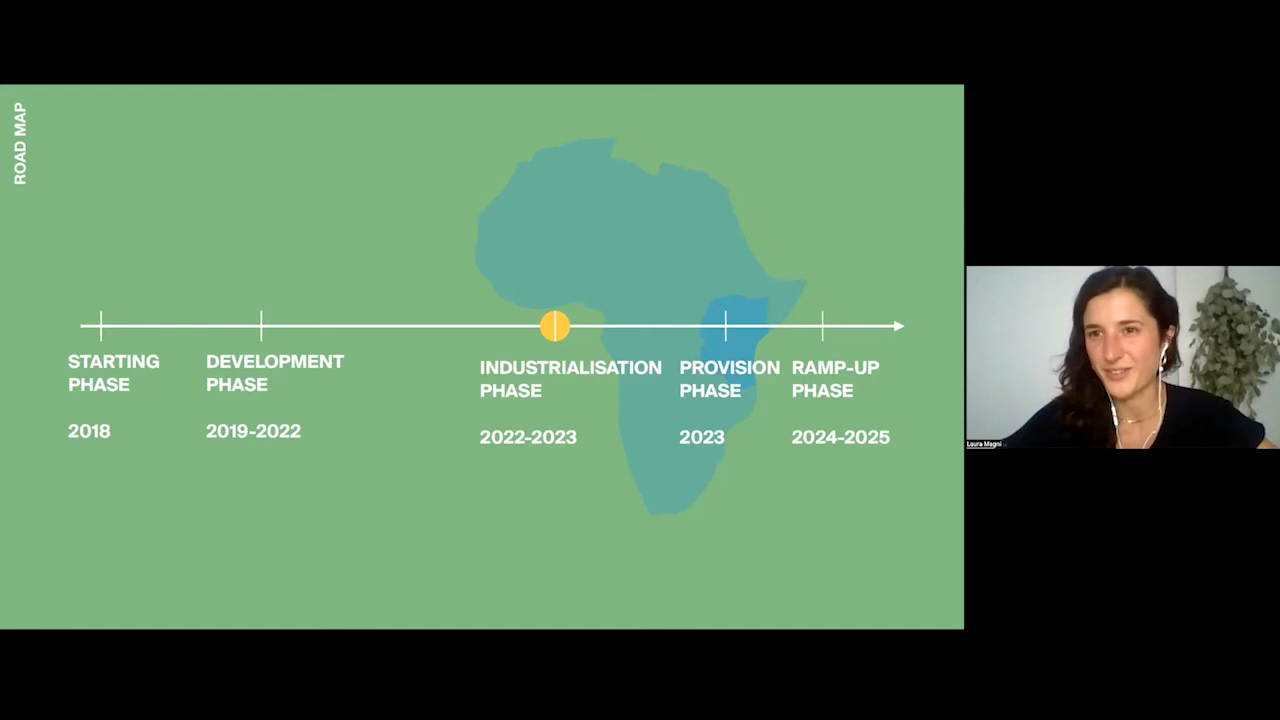 ROAD MAP
STARTING
PHASE
2018
DEVELOPMENT
PHASE
2019-2022
INDUSTRIALISATION
PHASE
2022-2023
PROVISION
PHASE
2023
RAMP-UP
PHASE
2024-2025
Laura Magni